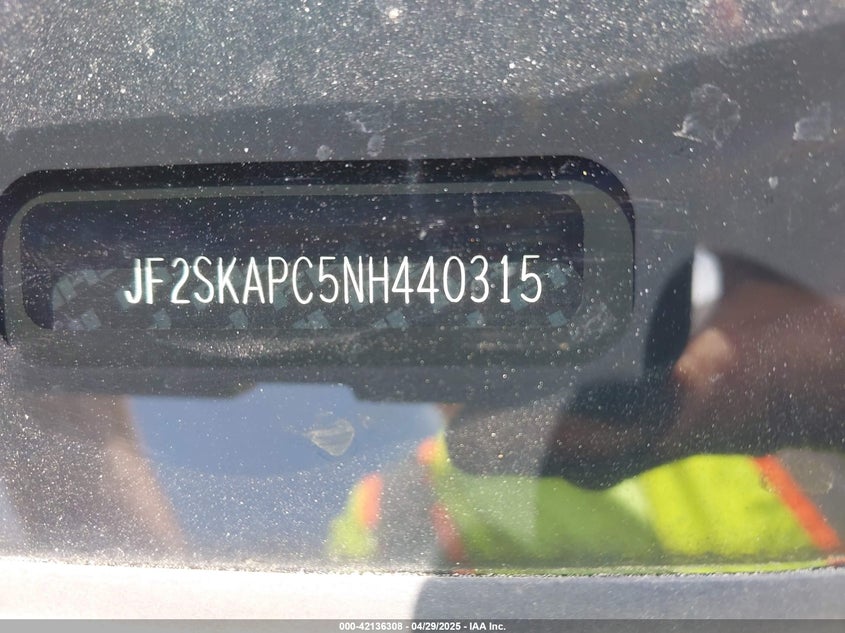 JF2SKAPC5NH440315
000-42136308 - 04/29/2025 - IAA Inc.